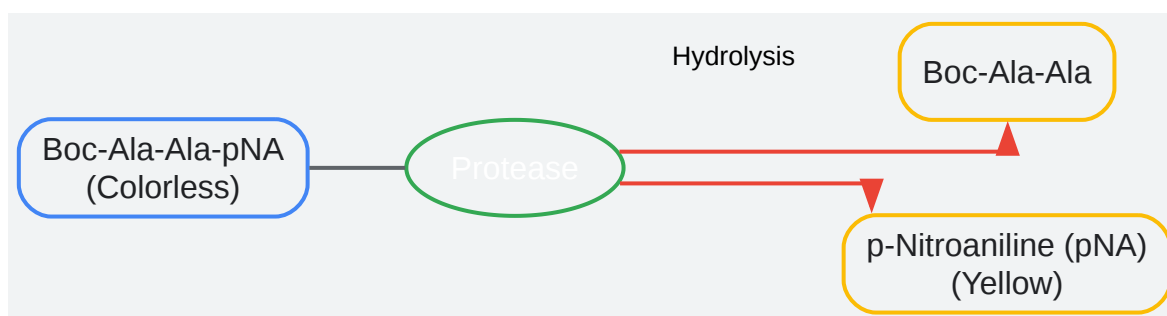 Hydrolysis
Boc-Ala-Ala
Boc-Ala-Ala-pNA
(Colorless)
Protease
p-Nitroaniline (pNA)
(Yellow)